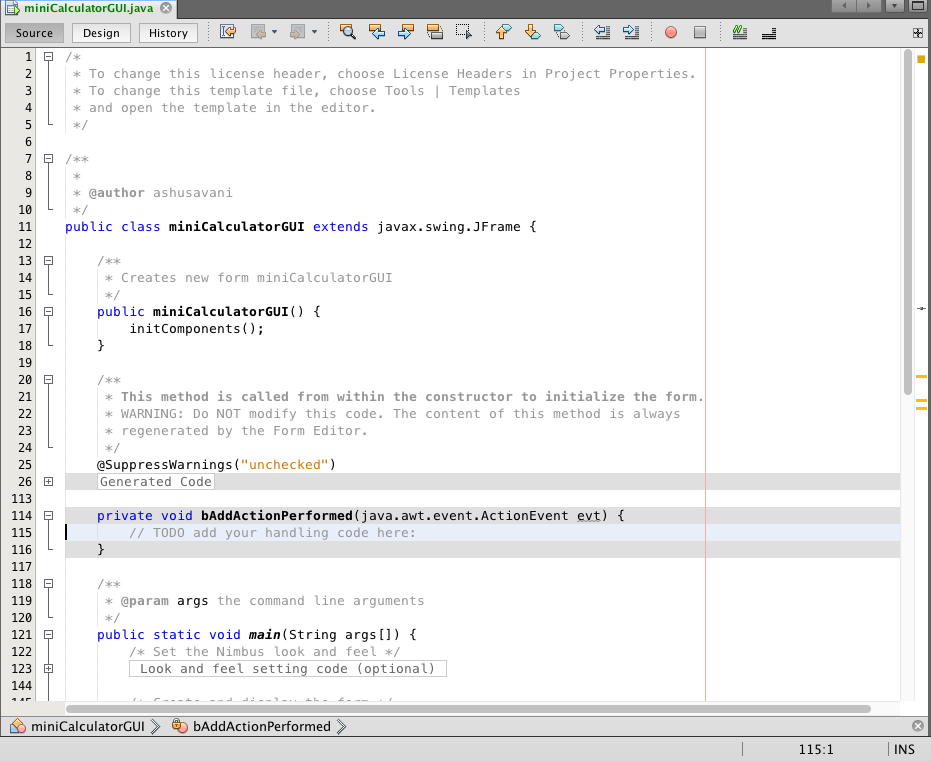 miniCalculatorGUI.java
Source Design History
1 /*
2 * To change this license header, choose License Headers in Project Properties.
3 * To change this template file, choose Tools | Templates
4 * and open the template in the editor.
5 */
6
7 /**
8 *
9 * @author ashusavani
10 */
11 public class miniCalculatorGUI extends javax.swing.JFrame {
12
13 /**
14 * Creates new form miniCalculatorGUI
15 */
16 public miniCalculatorGUI() {
17 initComponents();
18 }
19
20 /**
21 * This method is called from within the constructor to initialize the form.
22 * WARNING: Do NOT modify this code. The content of this method is always
23 * regenerated by the Form Editor.
24 */
25 @SuppressWarnings("unchecked")
26 Generated Code
113
114 private void bAddActionPerformed(java.awt.event.ActionEvent evt) {
115 // TODO add your handling code here:
116 }
117
118 /**
119 * @param args the command line arguments
120 */
121 public static void main(String args[]) {
122 /* Set the Nimbus look and feel */
123 Look and feel setting code (optional)
144
miniCalculatorGUI bAddActionPerformed
115:1 INS